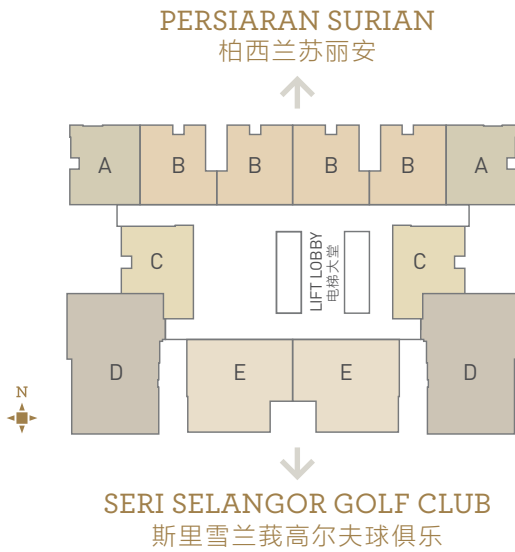 PERSIARAN SURIAN
柏西兰苏丽安
A B B B B A
C LIFT LOBBY 电梯大堂 C
D E E D
N
SERI SELANGOR GOLF CLUB
斯里雪兰莪高尔夫球俱乐